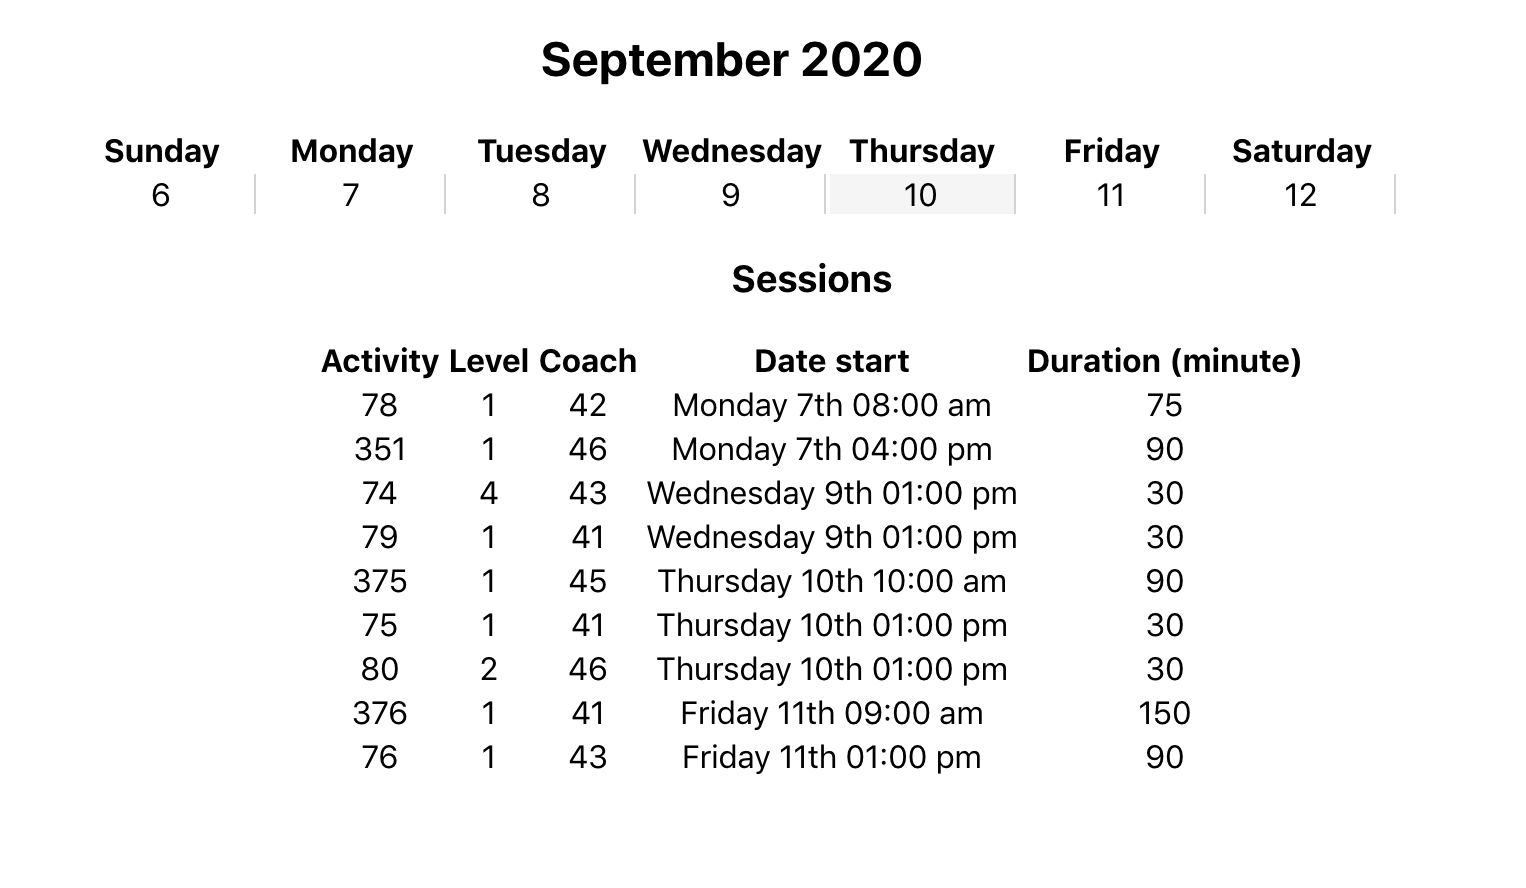 September 2020
Sunday Monday Tuesday Wednesday Thursday Friday Saturday
6 7 8 9 10 11 12
Sessions
Activity Level Coach Date start Duration (minute)
78 1 42 Monday 7th 08:00 am 75
351 1 46 Monday 7th 04:00 pm 90
74 4 43 Wednesday 9th 01:00 pm 30
79 1 41 Wednesday 9th 01:00 pm 30
375 1 45 Thursday 10th 10:00 am 90
75 1 41 Thursday 10th 01:00 pm 30
80 2 46 Thursday 10th 01:00 pm 30
376 1 41 Friday 11th 09:00 am 150
76 1 43 Friday 11th 01:00 pm 90